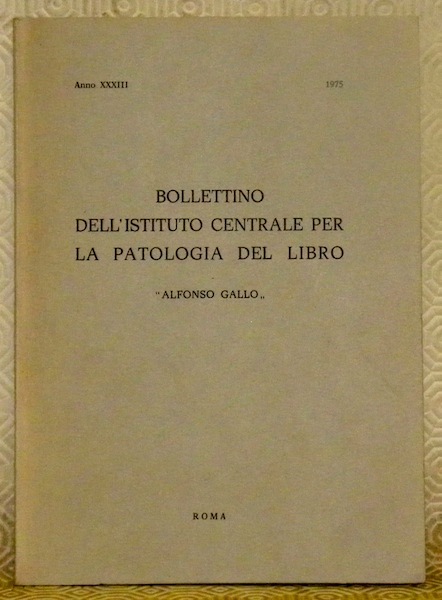 Anno XXXIII 1975
BOLLETTINO
DELL'ISTITUTO CENTRALE PER
LA PATOLOGIA DEL LIBRO
"ALFONSO GALLO„
ROMA